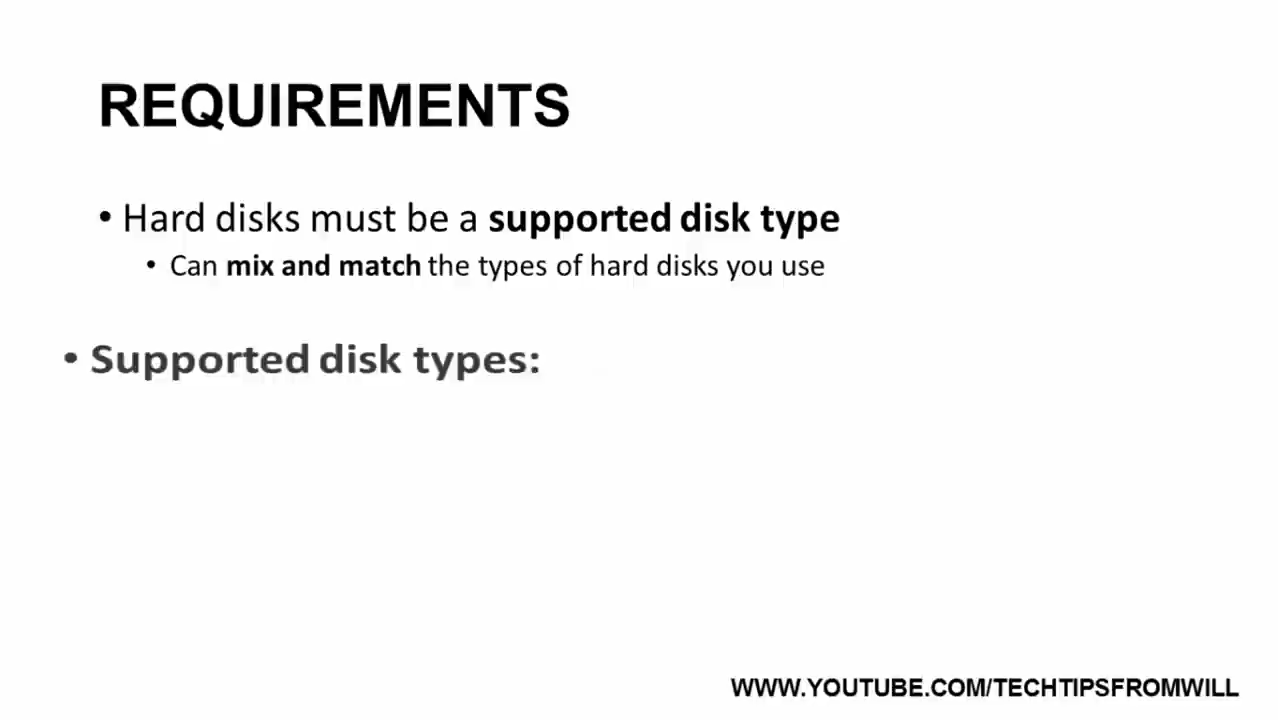 REQUIREMENTS
• Hard disks must be a supported disk type
• Can mix and match the types of hard disks you use
• Supported disk types:
WWW.YOUTUBE.COM/TECHTIPSFROMWILL